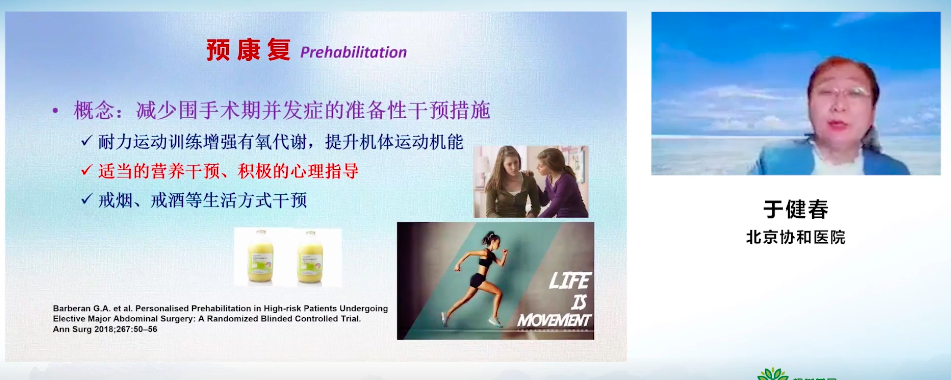 预康复 Prehabilitation
• 概念：减少围手术期并发症的准备性干预措施
✓ 耐力运动训练增强有氧代谢，提升机体运动机能
✓ 适当的营养干预、积极的心理指导
✓ 戒烟、戒酒等生活方式干预
LIFE
IS
MOVEMENT
Barberan G.A. et al. Personalised Prehabilitation in High-risk Patients Undergoing
Elective Major Abdominal Surgery: A Randomized Blinded Controlled Trial.
Ann Surg 2018;267:50–56
于健春
北京协和医院